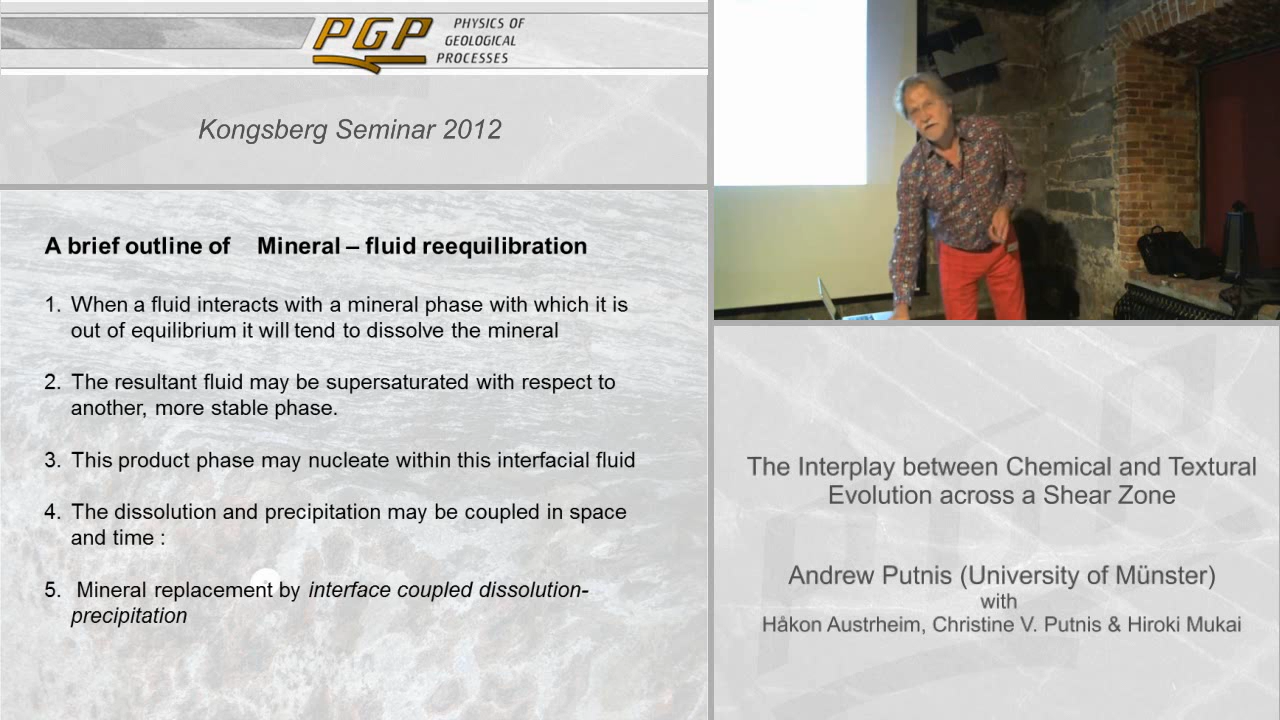 PGP
PHYSICS OF
GEOLOGICAL
PROCESSES
Kongsberg Seminar 2012
A brief outline of Mineral – fluid reequilibration
1. When a fluid interacts with a mineral phase with which it is
out of equilibrium it will tend to dissolve the mineral
2. The resultant fluid may be supersaturated with respect to
another, more stable phase.
3. This product phase may nucleate within this interfacial fluid
4. The dissolution and precipitation may be coupled in space
and time :
5. Mineral replacement by interface coupled dissolution-
precipitation
The Interplay between Chemical and Textural
Evolution across a Shear Zone
Andrew Putnis (University of Münster)
with
Håkon Austrheim, Christine V. Putnis & Hiroki Mukai